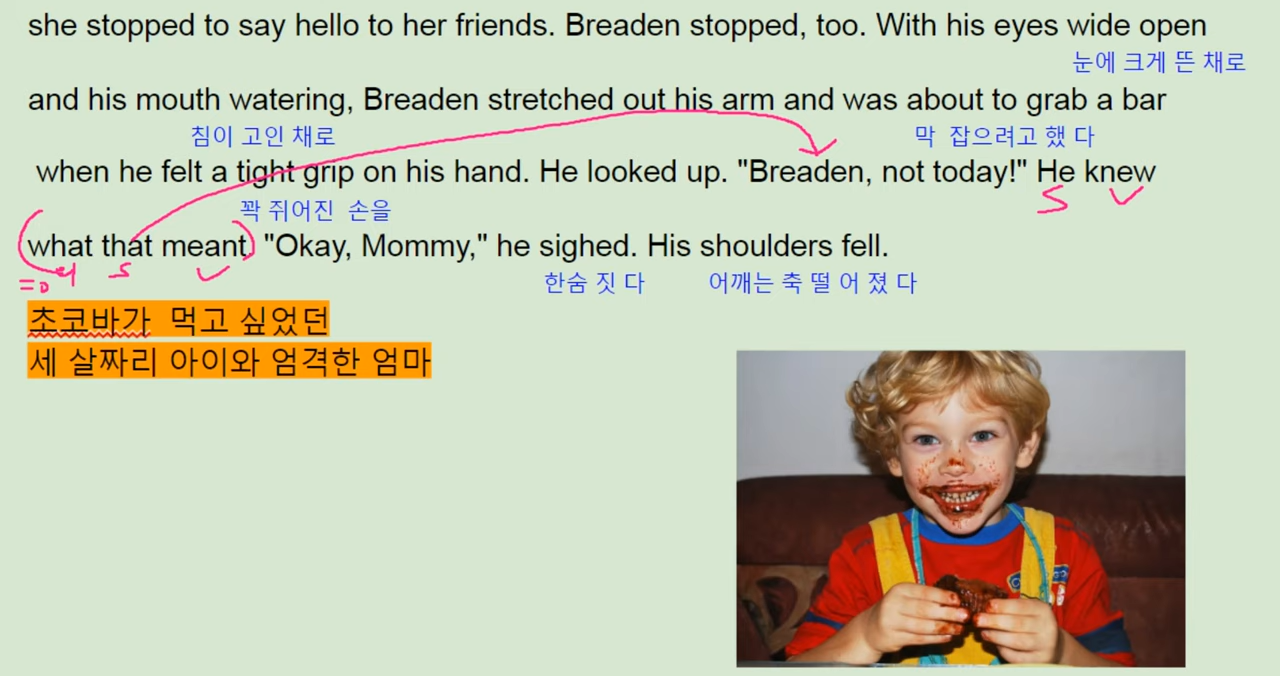 she stopped to say hello to her friends. Breaden stopped, too. With his eyes wide open
눈에 크게 뜬 채로
and his mouth watering, Breaden stretched out his arm and was about to grab a bar
침이 고인 채로 막 잡으려고 했 다
when he felt a tight grip on his hand. He looked up. "Breaden, not today!" He knew
꽉 쥐어진 손을 S V
what that meant. "Okay, Mommy," he sighed. His shoulders fell.
=o 에 S V 한숨 짓 다 어깨는 축 떨 어 졌 다
초코바가 먹고 싶었던
세 살짜리 아이와 엄격한 엄마